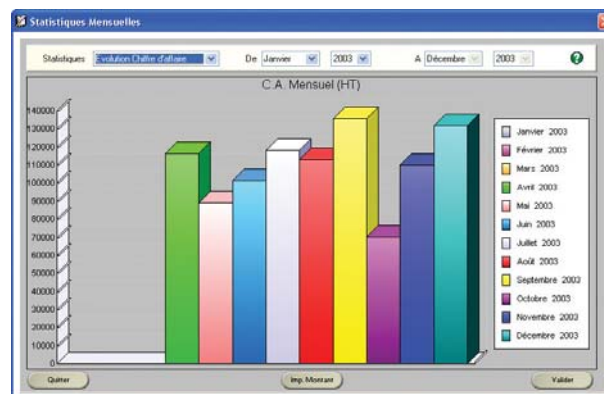 Statistiques Mensuelles
Statistiques Evolution Chiffre d'affaire De Janvier 2003 A Décembre 2003 ?
C.A. Mensuel (HT)
140000
130000
120000
110000
100000
90000
80000
70000
60000
50000
40000
30000
20000
10000
0
Janvier 2003
Février 2003
Mars 2003
Avril 2003
Mai 2003
Juin 2003
Juillet 2003
Août 2003
Septembre 2003
Octobre 2003
Novembre 2003
Décembre 2003
Quitter Imp. Montant Valider